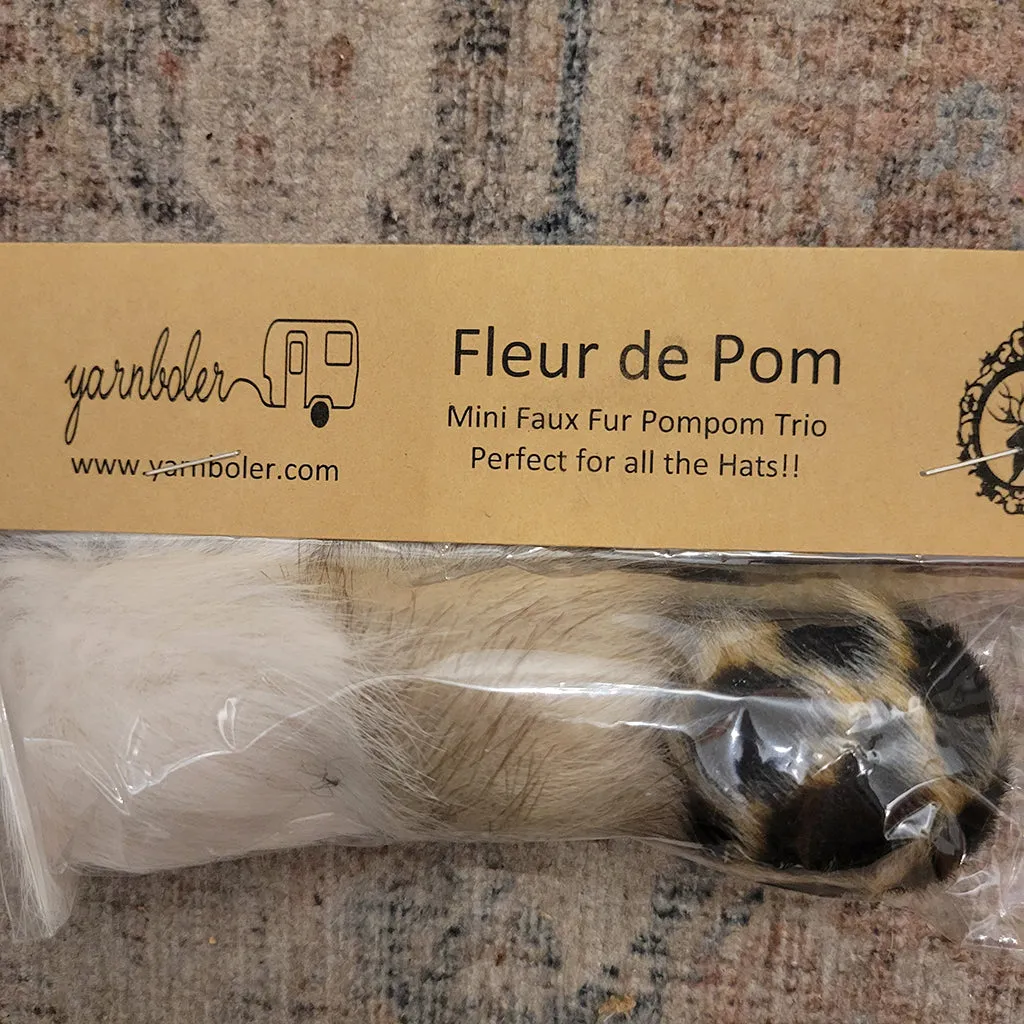 yarnboler
www.yarnboler.com
Fleur de Pom
Mini Faux Fur Pompom Trio
Perfect for all the Hats!!